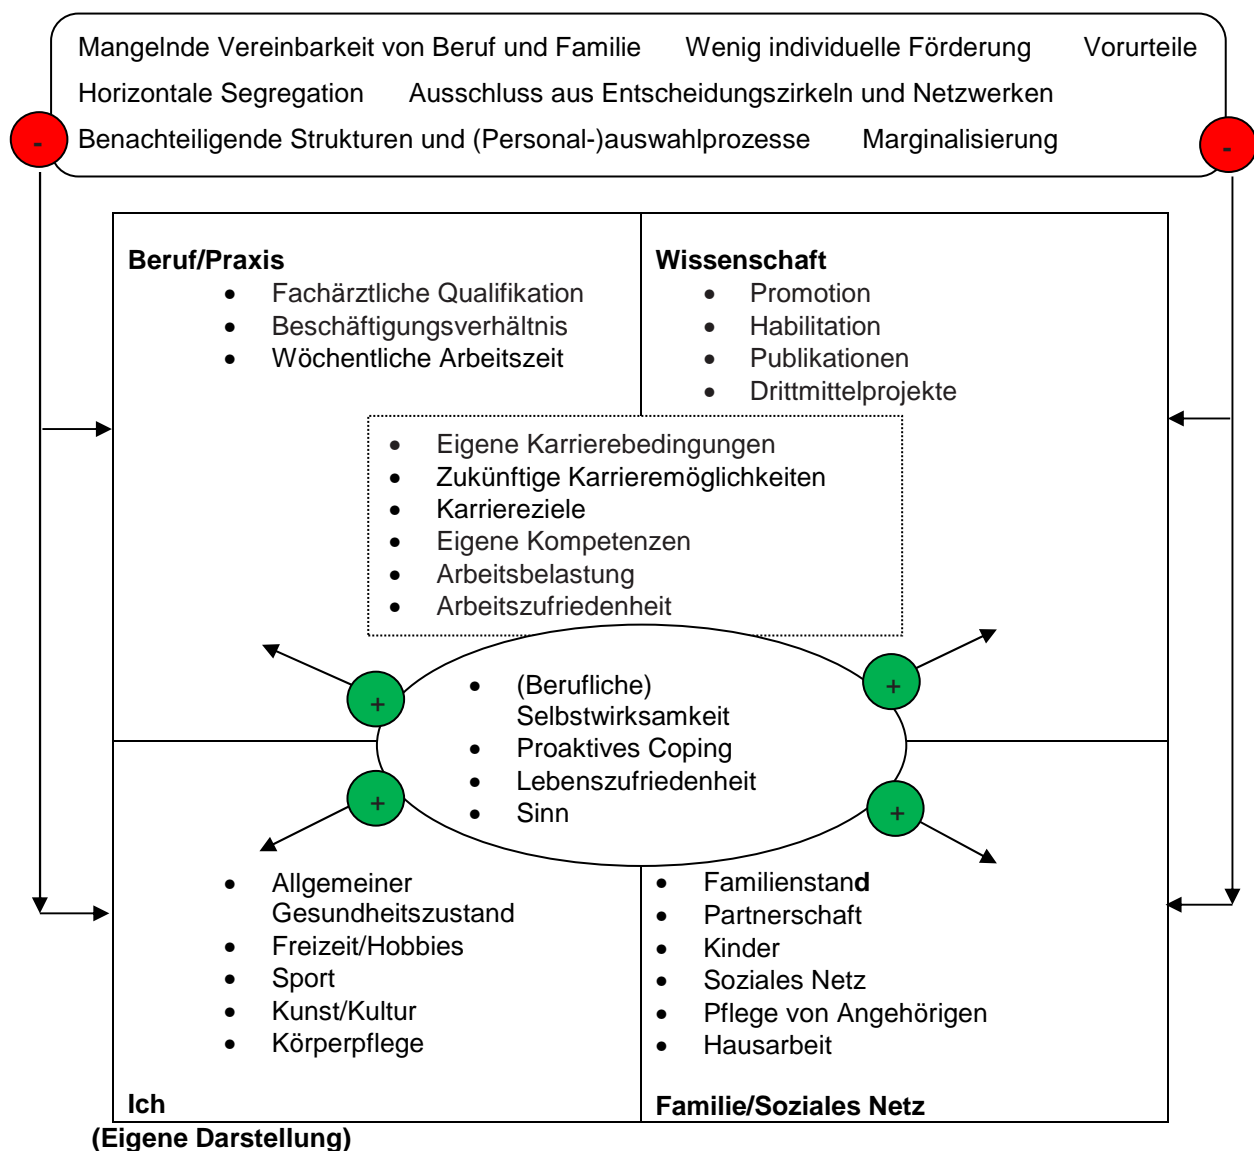 Mangelnde Vereinbarkeit von Beruf und Familie Wenig individuelle Förderung Vorurteile
Horizontale Segregation Ausschluss aus Entscheidungszirkeln und Netzwerken
- Benachteiligende Strukturen und (Personal-)auswahlprozesse Marginalisierung -
Beruf/Praxis
• Fachärztliche Qualifikation
• Beschäftigungsverhältnis
• Wöchentliche Arbeitszeit
Wissenschaft
• Promotion
• Habilitation
• Publikationen
• Drittmittelprojekte
• Eigene Karrierebedingungen
• Zukünftige Karrieremöglichkeiten
• Karriereziele
• Eigene Kompetenzen
• Arbeitsbelastung
• Arbeitszufriedenheit
+
+
• (Berufliche)
Selbstwirksamkeit
• Proaktives Coping
• Lebenszufriedenheit
• Sinn
+
+
• Allgemeiner
Gesundheitszustand
• Freizeit/Hobbies
• Sport
• Kunst/Kultur
• Körperpflege
Ich
• Familienstand
• Partnerschaft
• Kinder
• Soziales Netz
• Pflege von Angehörigen
• Hausarbeit
Familie/Soziales Netz
(Eigene Darstellung)